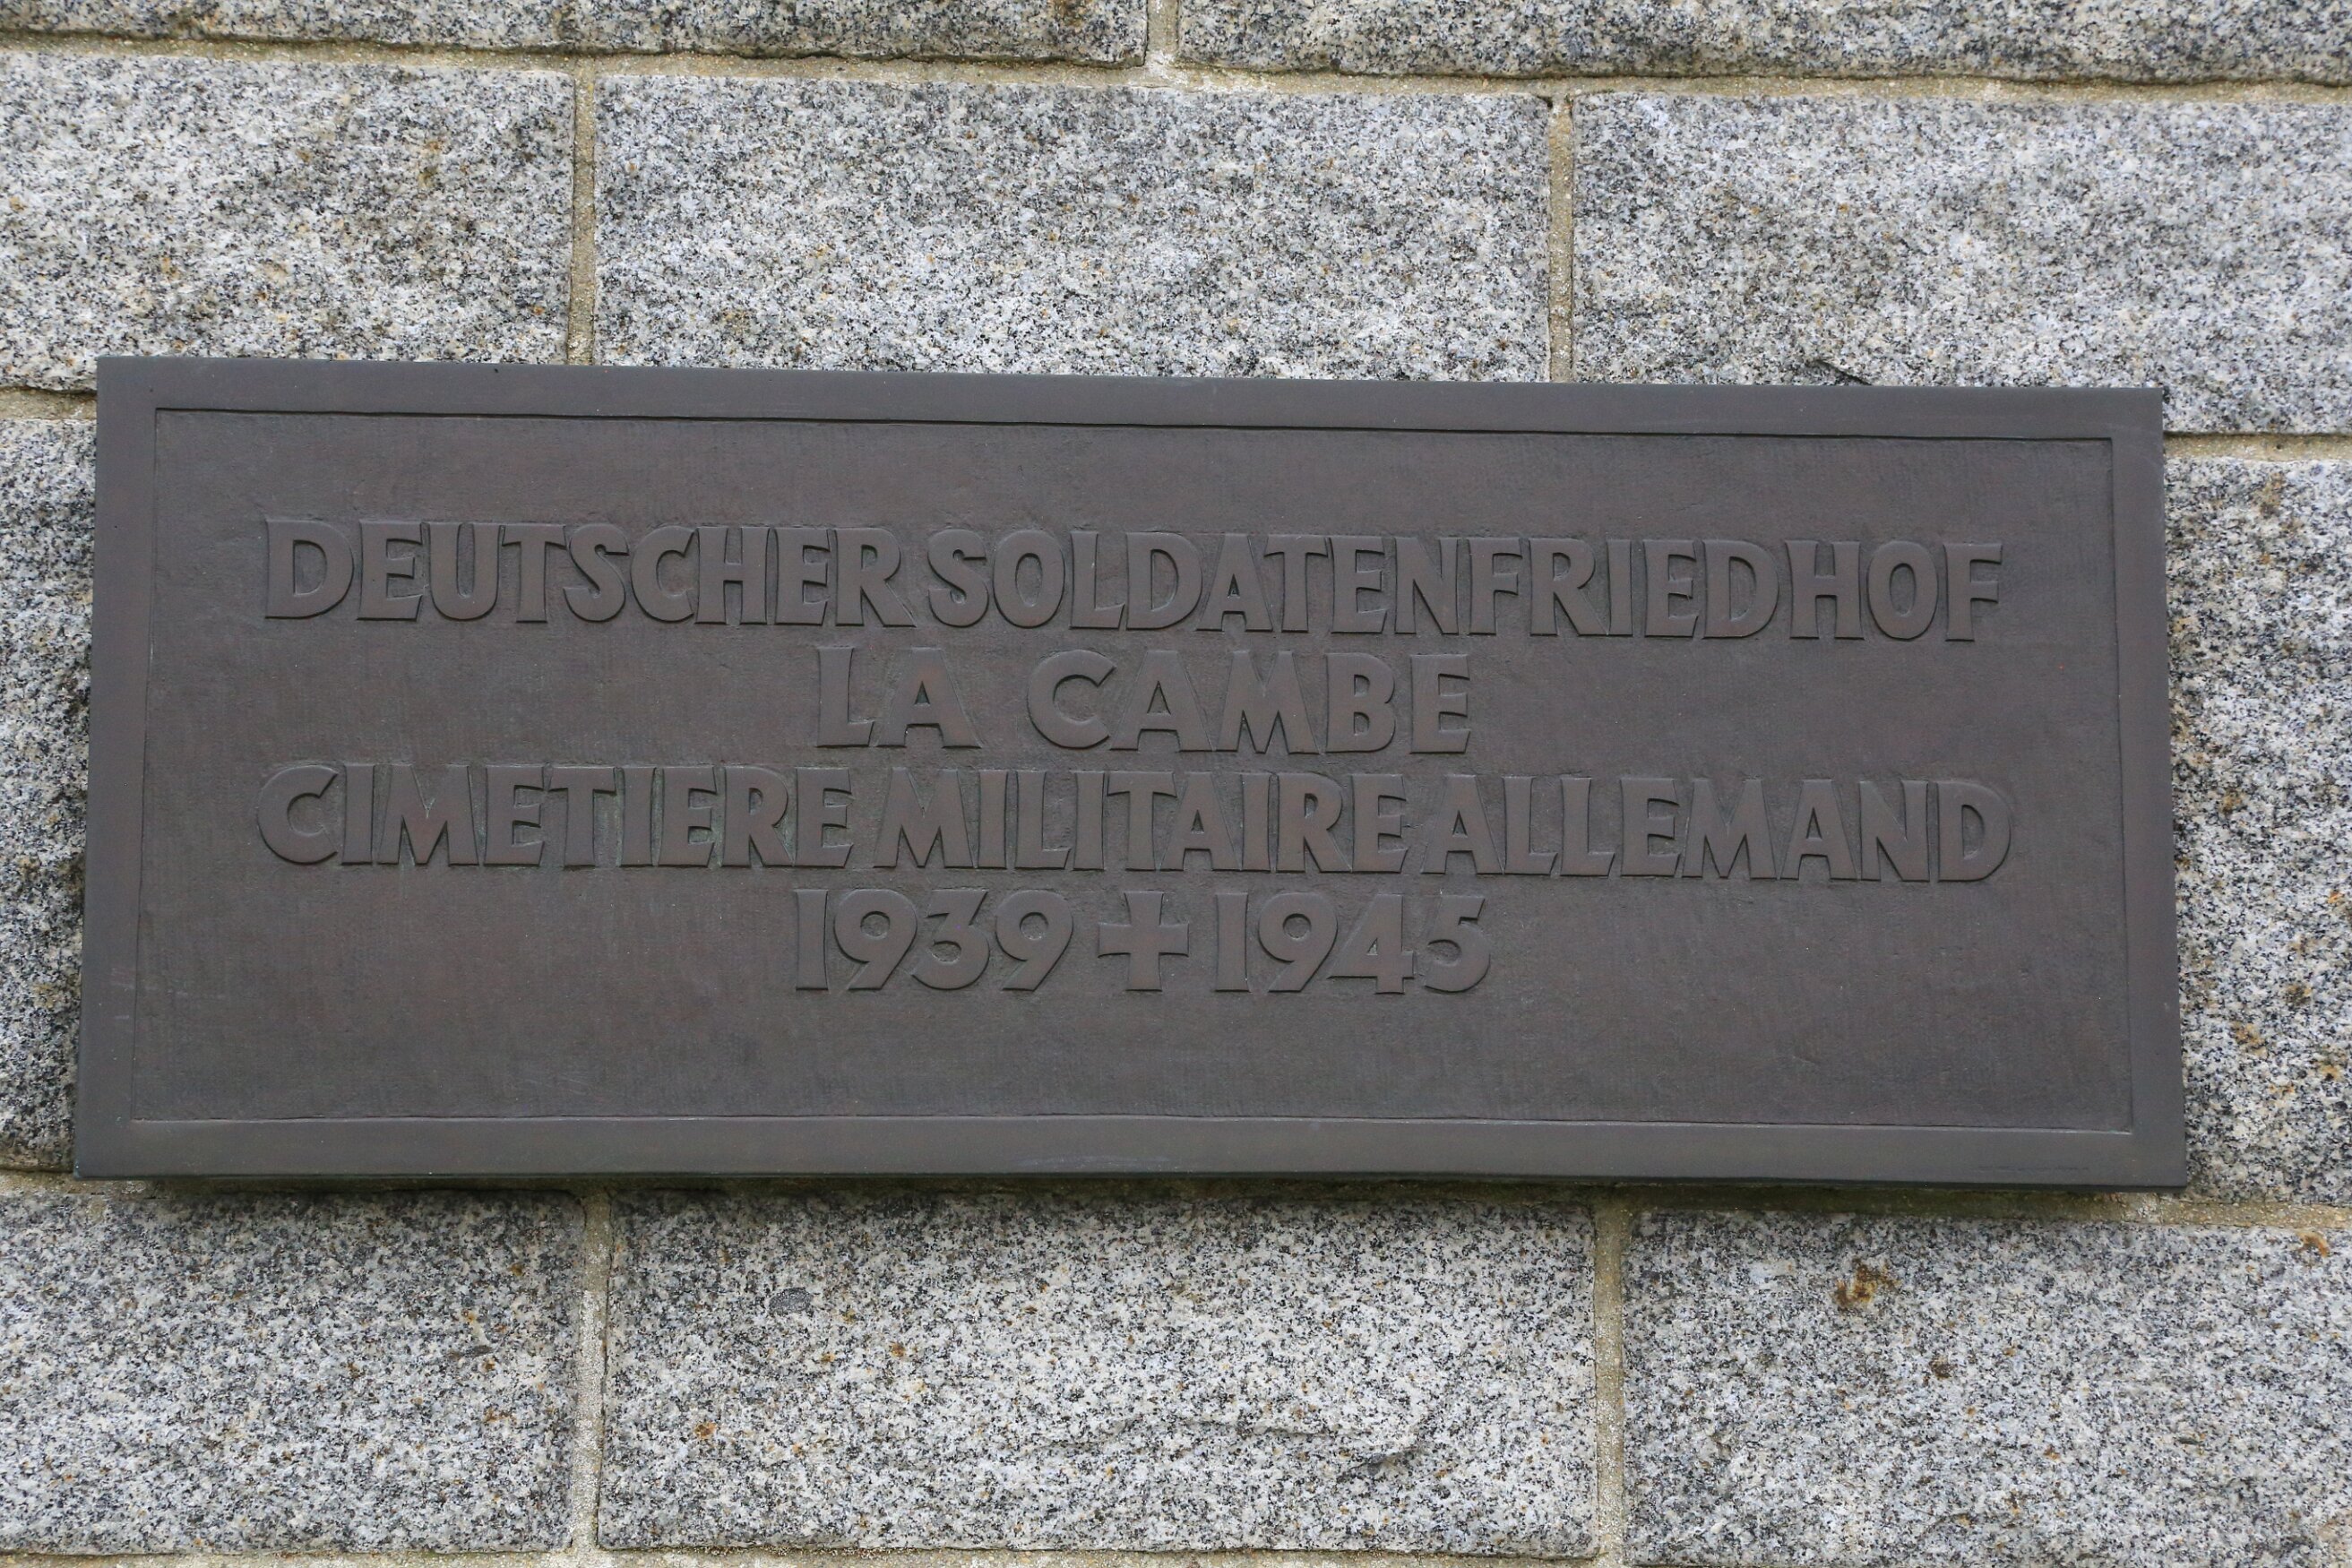 DEUTSCHER SOLDATENFRIEDHOF
LA CAMBE
CIMETIERE MILITAIRE ALLEMAND
1939 ✠ 1945